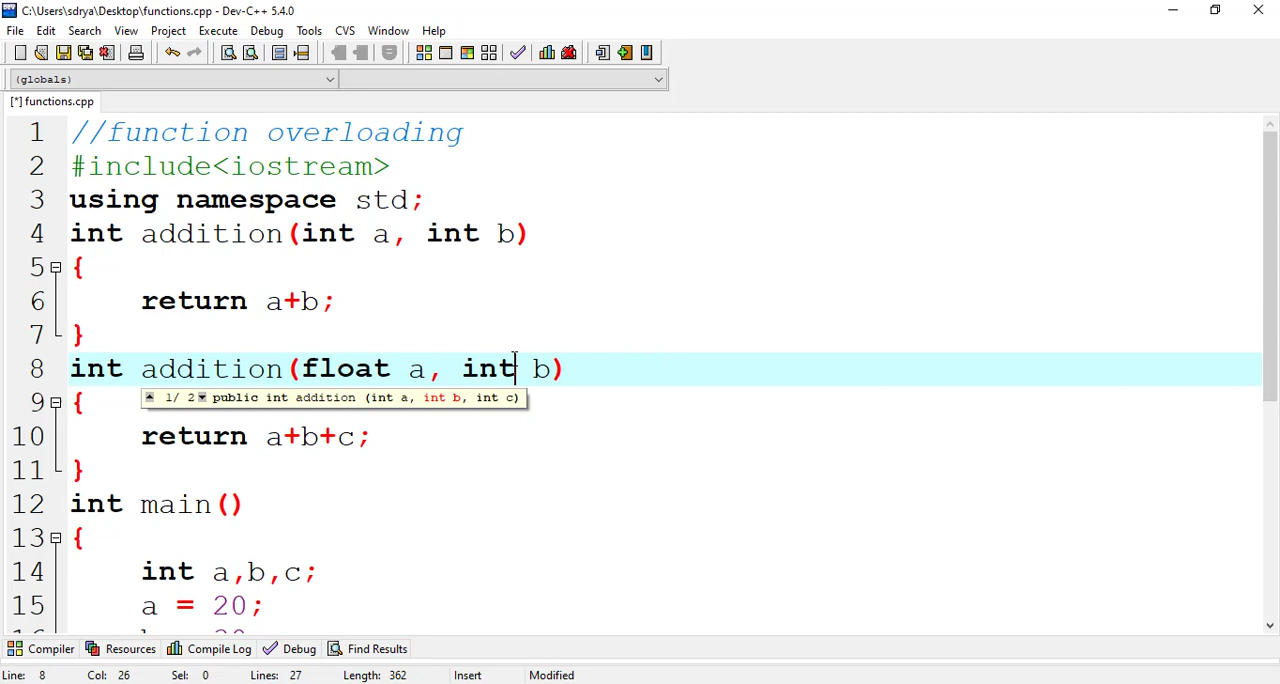 C:\Users\sdrya\Desktop\functions.cpp - Dev-C++ 5.4.0
File Edit Search View Project Execute Debug Tools CVS Window Help
(globals)
[*] functions.cpp
1 //function overloading
2 #include<iostream>
3 using namespace std;
4 int addition(int a, int b)
5 {
6 return a+b;
7 }
8 int addition(float a, int b)
1/ 2 public int addition (int a, int b, int c)
9 {
10 return a+b+c;
11 }
12 int main()
13 {
14 int a,b,c;
15 a = 20;
Compiler Resources Compile Log Debug Find Results
Line: 8 Col: 26 Sel: 0 Lines: 27 Length: 362 Insert Modified